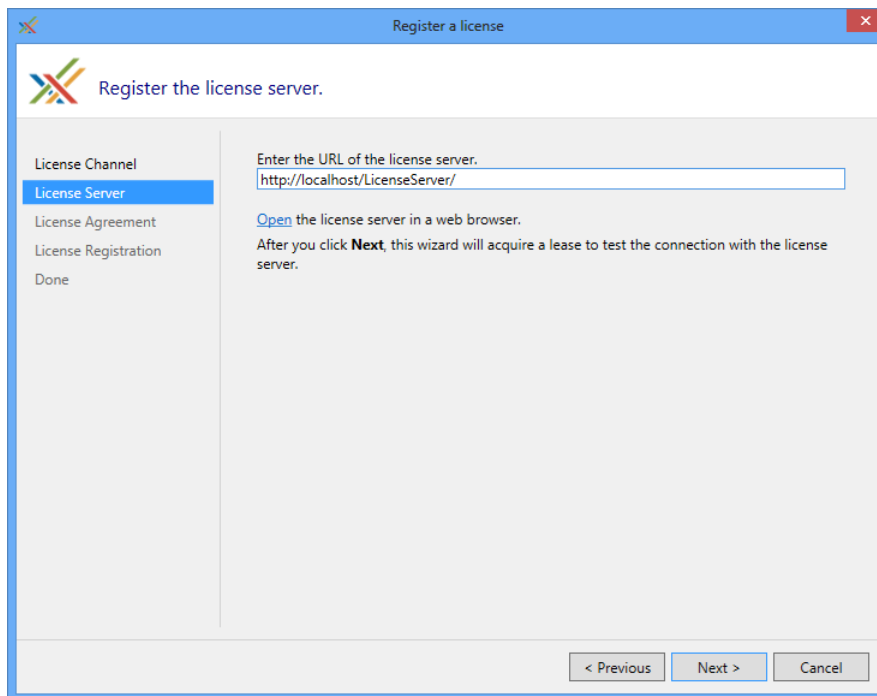 Register a license
Register the license server.
License Channel
License Server
License Agreement
License Registration
Done
Enter the URL of the license server.
http://localhost/LicenseServer/
Open the license server in a web browser.
After you click Next, this wizard will acquire a lease to test the connection with the license
server.
< Previous
Next >
Cancel